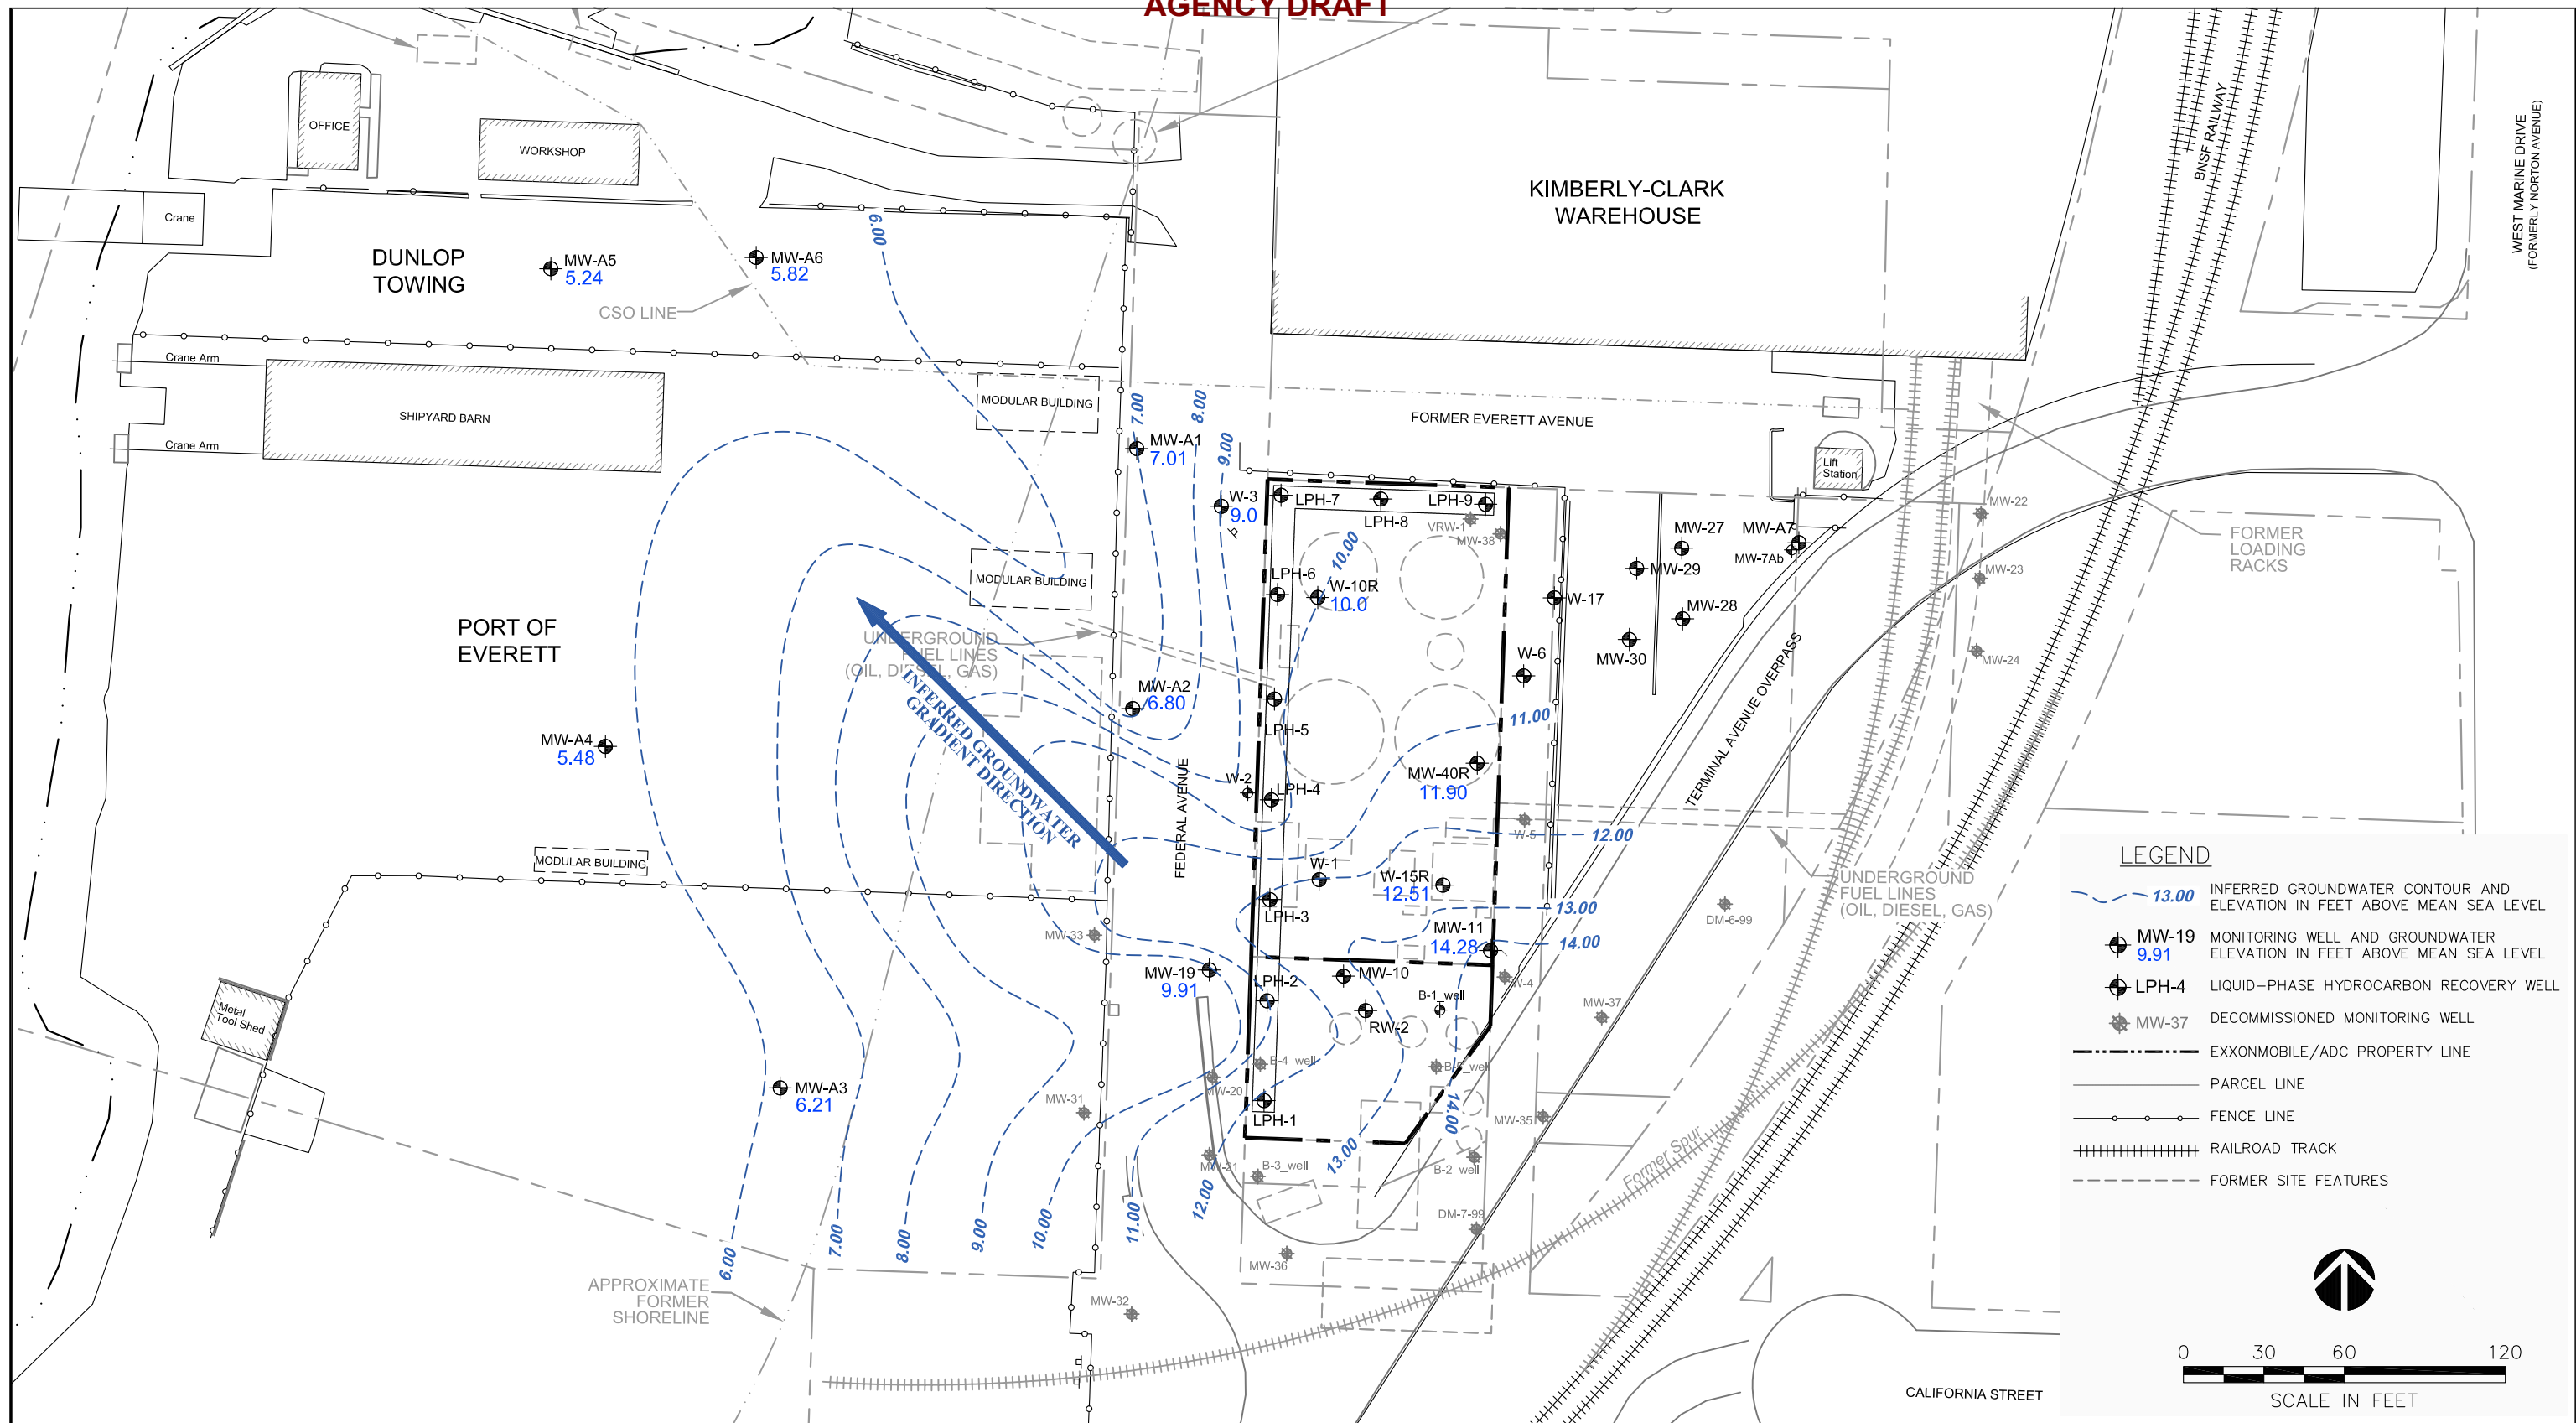 AGENCY DRAFT
OFFICE
WORKSHOP
Crane
DUNLOP
TOWING
MW-A5
5.24
MW-A6
5.82
CSO LINE
6.00
KIMBERLY-CLARK
WAREHOUSE
BNSF RAILWAY
WEST MARINE DRIVE
(FORMERLY NORTON AVENUE)
Crane Arm
SHIPYARD BARN
Crane Arm
MODULAR BUILDING
7.00
8.00
9.00
MW-A1
7.01
FORMER EVERETT AVENUE
Lift
Station
W-3
9.0
LPH-7
LPH-8
LPH-9
VRW-1
MW-38
10.00
MW-27
MW-A7
MW-7Ab
MW-29
MW-28
MW-30
MW-22
MW-23
MW-24
FORMER
LOADING
RACKS
MODULAR BUILDING
LPH-6
W-10R
10.0
W-17
W-6
PORT OF
EVERETT
UNDERGROUND
FUEL LINES
(OIL, DIESEL, GAS)
INFERRED GROUNDWATER
GRADIENT DIRECTION
MW-A2
6.80
LPH-5
11.00
TERMINAL AVENUE OVERPASS
MW-A4
5.48
FEDERAL AVENUE
W-2
LPH-4
MW-40R
11.90
W-5
12.00
MODULAR BUILDING
W-1
W-15R
12.51
LPH-3
13.00
UNDERGROUND
FUEL LINES
(OIL, DIESEL, GAS)
DM-6-99
MW-33
MW-11
14.28
14.00
MW-19
9.91
LPH-2
MW-10
W-4
B-1_well
RW-2
MW-37
Metal
Tool Shed
MW-A3
6.21
B-4_well
MW-20
B-5_well
MW-31
LPH-1
14.00
MW-35
MW-21
B-3_well
13.00
B-2_well
Former Spur
6.00
7.00
8.00
9.00
10.00
11.00
12.00
DM-7-99
MW-36
MW-32
APPROXIMATE
FORMER
SHORELINE
CALIFORNIA STREET
LEGEND
13.00 INFERRED GROUNDWATER CONTOUR AND
ELEVATION IN FEET ABOVE MEAN SEA LEVEL
MW-19 MONITORING WELL AND GROUNDWATER
9.91 ELEVATION IN FEET ABOVE MEAN SEA LEVEL
LPH-4 LIQUID-PHASE HYDROCARBON RECOVERY WELL
MW-37 DECOMMISSIONED MONITORING WELL
EXXONMOBILE/ADC PROPERTY LINE
PARCEL LINE
FENCE LINE
RAILROAD TRACK
FORMER SITE FEATURES
0 30 60 120
SCALE IN FEET